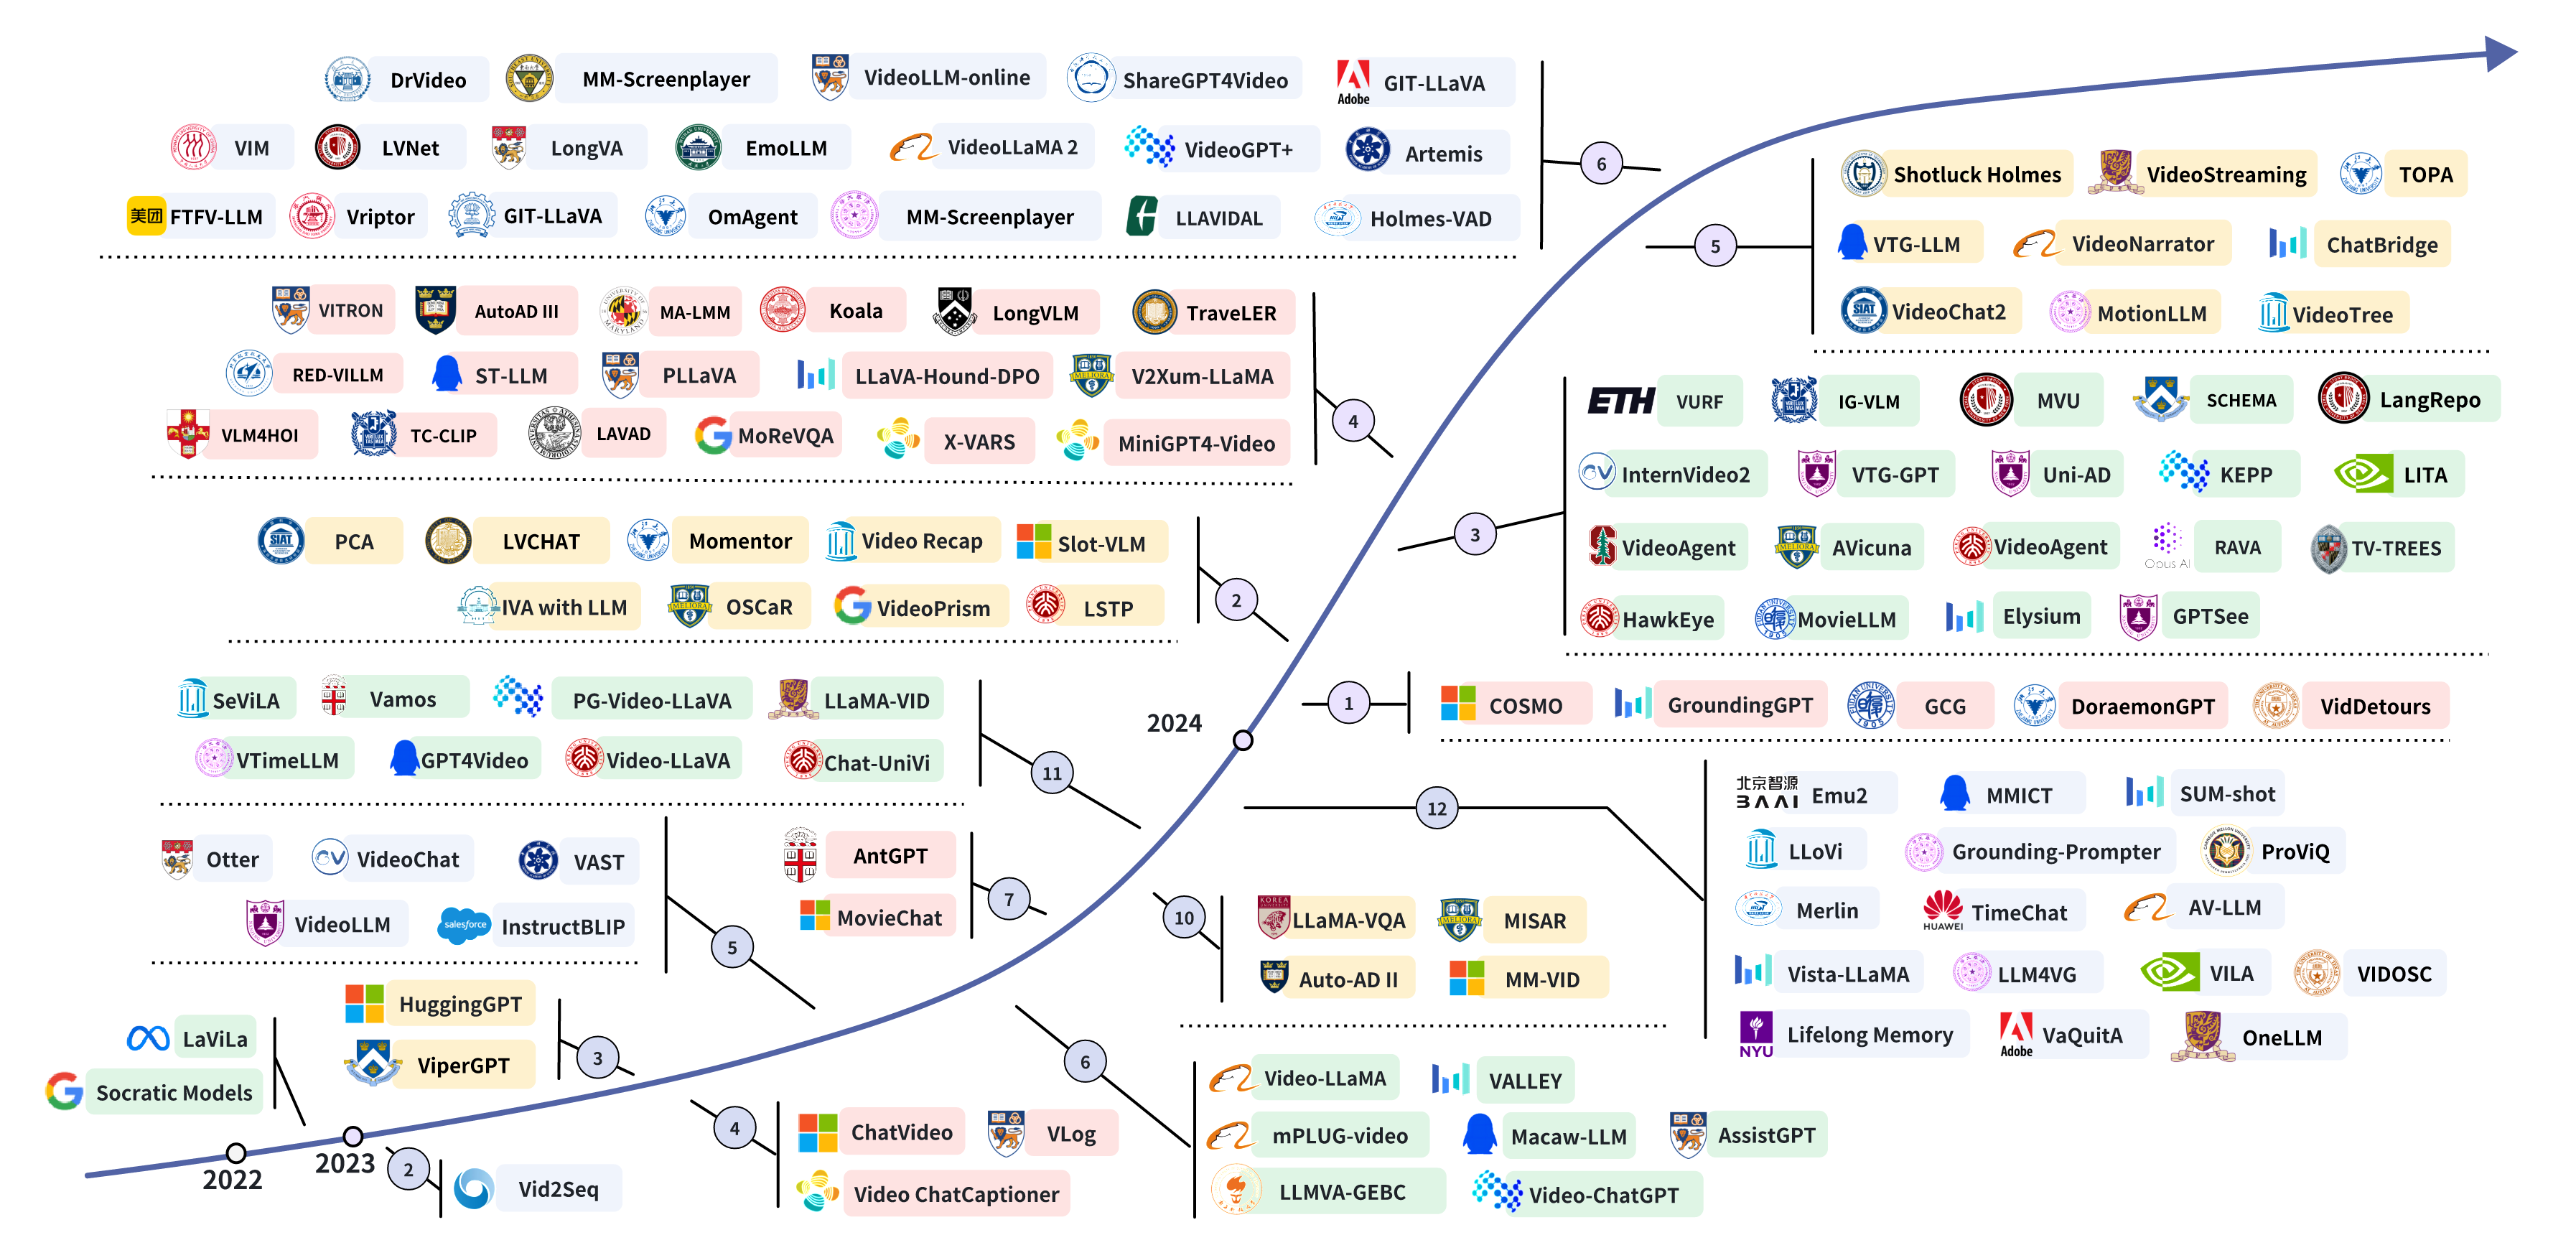 DrVideo
MM-Screenplayer
VideoLLM-online
ShareGPT4Video
Adobe
GIT-LLaVA
VIM
LVNet
LongVA
EmoLLM
VideoLLaMA 2
VideoGPT+
Artemis
美团
FTFV-LLM
Vriptor
GIT-LLaVA
OmAgent
MM-Screenplayer
LLAVIDAL
Holmes-VAD
6
5
Shotluck Holmes
VideoStreaming
TOPA
VTG-LLM
VideoNarrator
ChatBridge
SIAT
VideoChat2
MotionLLM
VideoTree
VITRON
AutoAD III
MA-LMM
Koala
LongVLM
TraveLER
RED-VILLM
ST-LLM
PLLaVA
LLaVA-Hound-DPO
MELIORA
V2Xum-LLaMA
VLM4HOI
TC-CLIP
LAVAD
MoReVQA
X-VARS
MiniGPT4-Video
4
3
ETH
VURF
IG-VLM
MVU
SCHEMA
LangRepo
InternVideo2
VTG-GPT
Uni-AD
KEPP
LITA
VideoAgent
MELIORA
AVicuna
VideoAgent
Opus AI
RAVA
TV-TREES
HawkEye
MovieLLM
Elysium
GPTSee
SIAT
PCA
LVCHAT
Momentor
Video Recap
Slot-VLM
IVA with LLM
MELIORA
OSCaR
VideoPrism
LSTP
2
1
COSMO
GroundingGPT
GCG
DoraemonGPT
VidDetours
2024
SeViLA
Vamos
PG-Video-LLaVA
LLaMA-VID
VTimeLLM
GPT4Video
Video-LLaVA
Chat-UniVi
11
12
北京智源
BAAI
Emu2
MMICT
SUM-shot
LLoVi
Grounding-Prompter
ProViQ
Merlin
HUAWEI
TimeChat
AV-LLM
Vista-LLaMA
LLM4VG
VILA
VIDOSC
NYU
Lifelong Memory
Adobe
VaQuitA
OneLLM
Otter
VideoChat
VAST
VideoLLM
salesforce
InstructBLIP
5
AntGPT
MovieChat
7
10
KOREA
LLaMA-VQA
MELIORA
MISAR
Auto-AD II
MM-VID
6
Video-LLaMA
VALLEY
mPLUG-video
Macaw-LLM
AssistGPT
LLMVA-GEBC
Video-ChatGPT
HuggingGPT
ViperGPT
3
LaViLa
Socratic Models
2022
2023
2
Vid2Seq
4
ChatVideo
VLog
Video ChatCaptioner